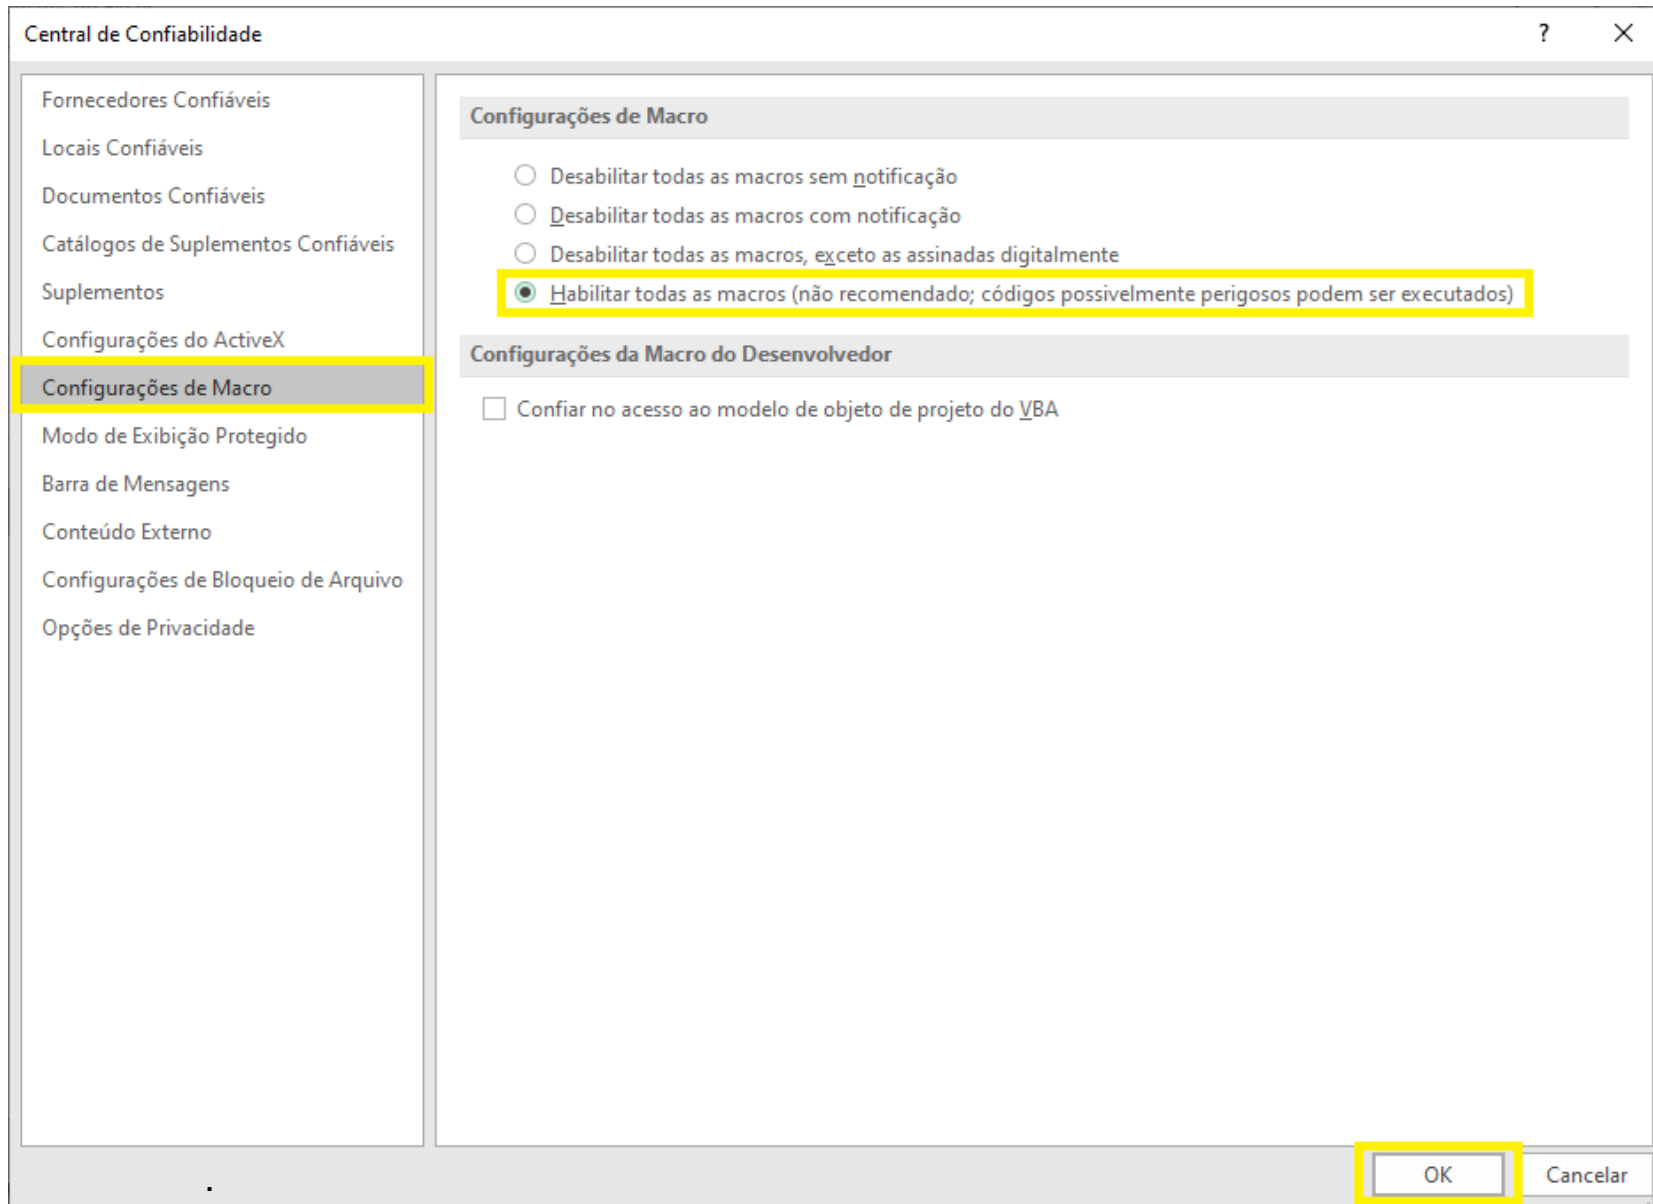 Central de Confiabilidade
?
Fornecedores Confiáveis
Locais Confiáveis
Documentos Confiáveis
Catálogos de Suplementos Confiáveis
Suplementos
Configurações do ActiveX
Configurações de Macro
Modo de Exibição Protegido
Barra de Mensagens
Conteúdo Externo
Configurações de Bloqueio de Arquivo
Opções de Privacidade
Configurações de Macro
Desabilitar todas as macros sem notificação
Desabilitar todas as macros com notificação
Desabilitar todas as macros, exceto as assinadas digitalmente
Habilitar todas as macros (não recomendado; códigos possivelmente perigosos podem ser executados)
Configurações da Macro do Desenvolvedor
Confiar no acesso ao modelo de objeto de projeto do VBA
OK
Cancelar